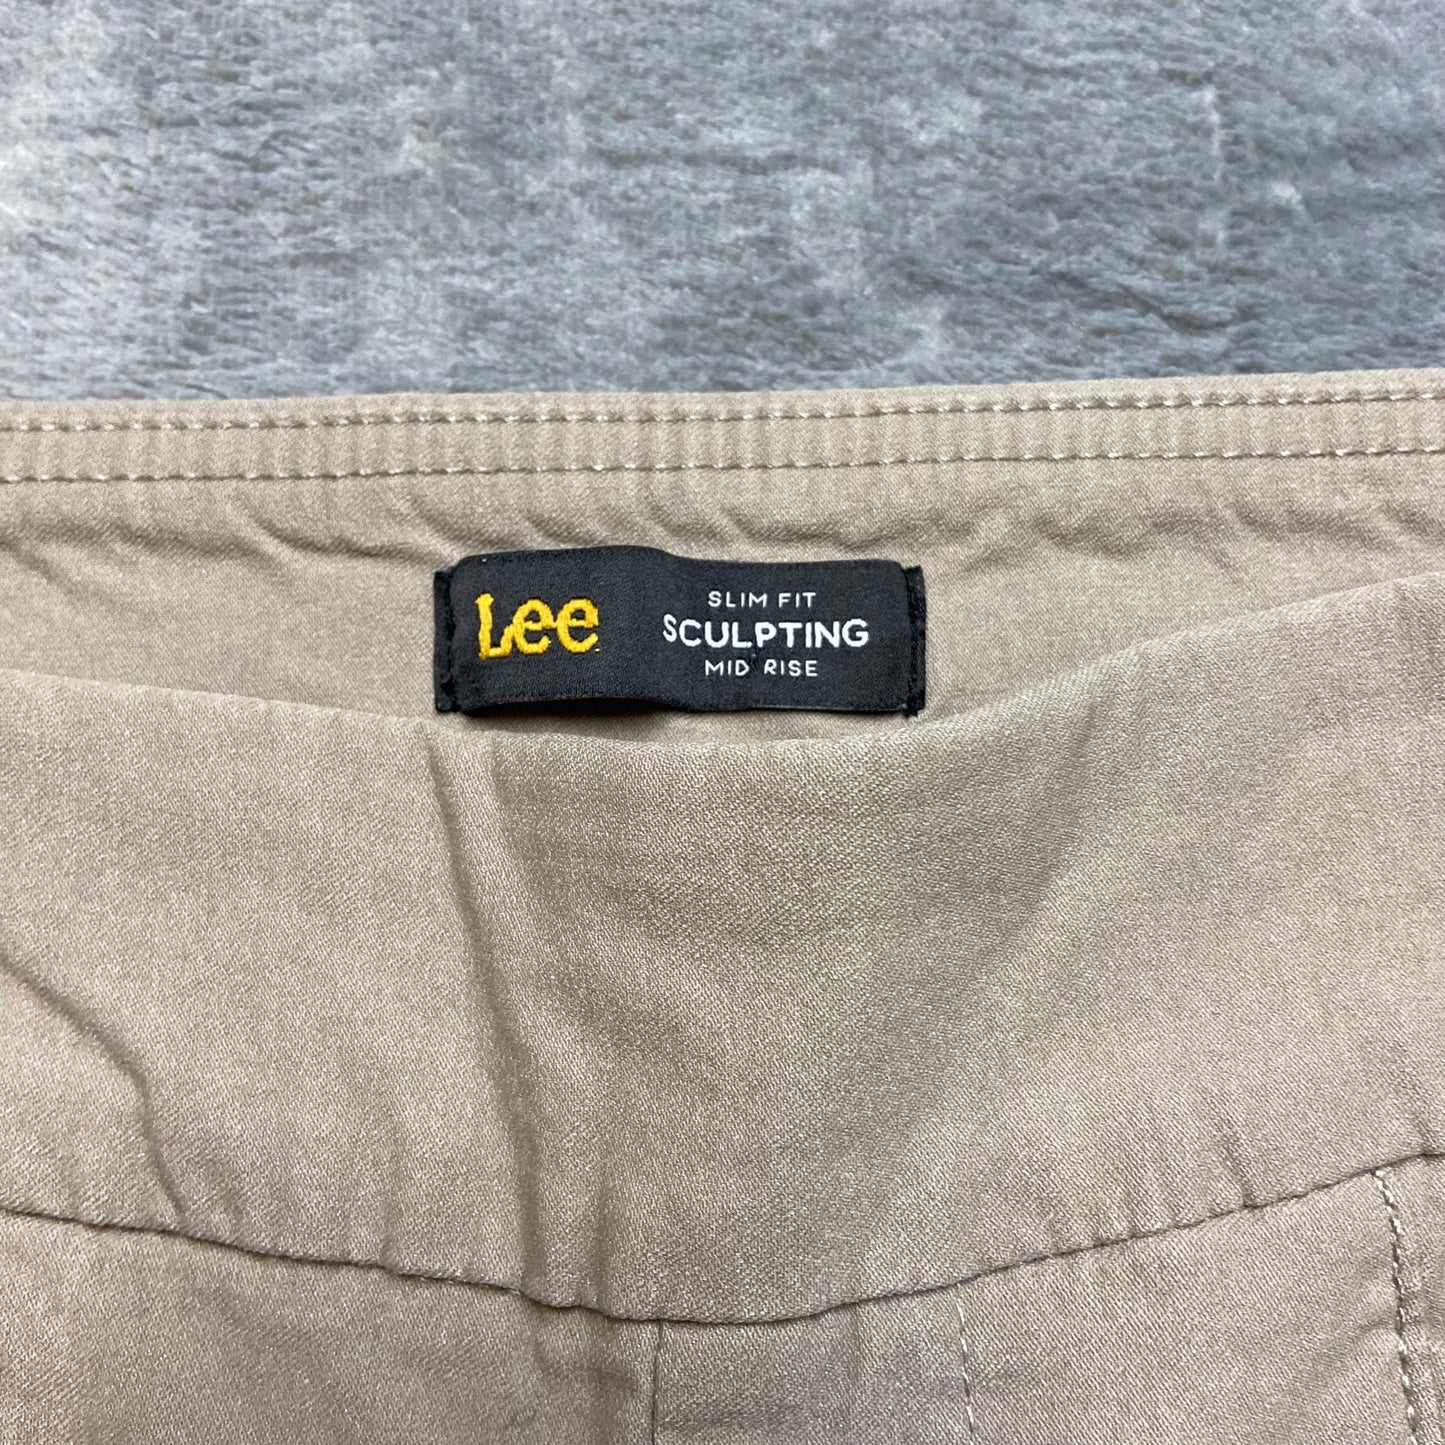 Lee
SLIM FIT
SCULPTING
MID RISE